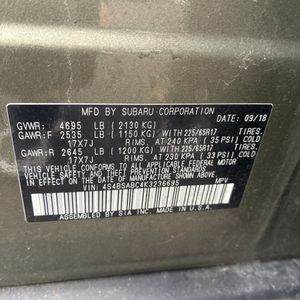 MFD BY SUBARU CORPORATION
DATE: 09/18
GVWR: 4695 LB (2130 KG)
GAWR:F 2535 LB (1150 KG) WITH 225/65R17 TIRES.
17X7J RIMS. AT 240 KPA (35 PSI) COLD.
GAWR:R 2645 LB (1200 KG) WITH 225/65R17 TIRES.
17X7J RIMS. AT 230 KPA (33 PSI) COLD.
THIS VEHICLE CONFORMS TO ALL APPLICABLE
FEDERAL MOTOR VEHICLE SAFETY, BUMPER, AND
THEFT PREVENTION STANDARDS IN EFFECT ON THE
DATE OF MANUFACTURE SHOWN ABOVE.
VIN: 4S4BSABC4K3236695 MPV
ASSEMBLED BY SIA IN U.S.A.